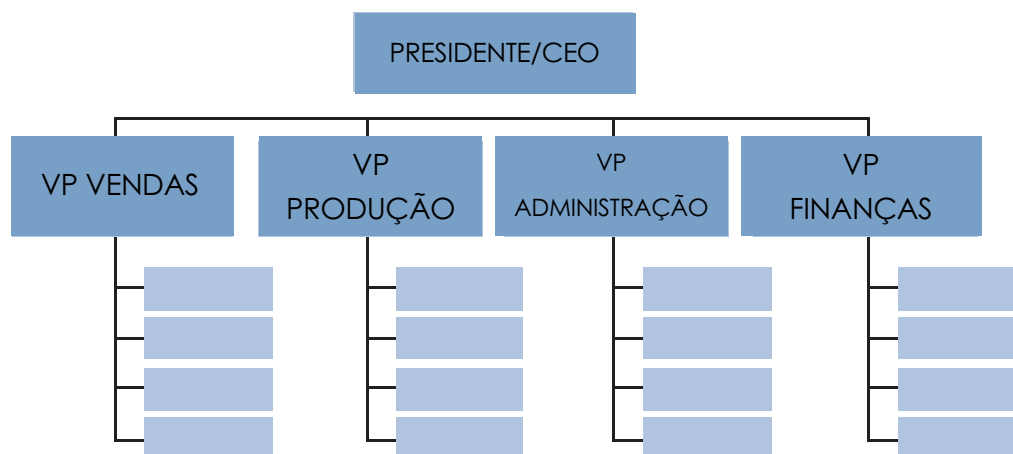 PRESIDENTE/CEO
VP VENDAS
VP
PRODUÇÃO
VP
ADMINISTRAÇÃO
VP
FINANÇAS